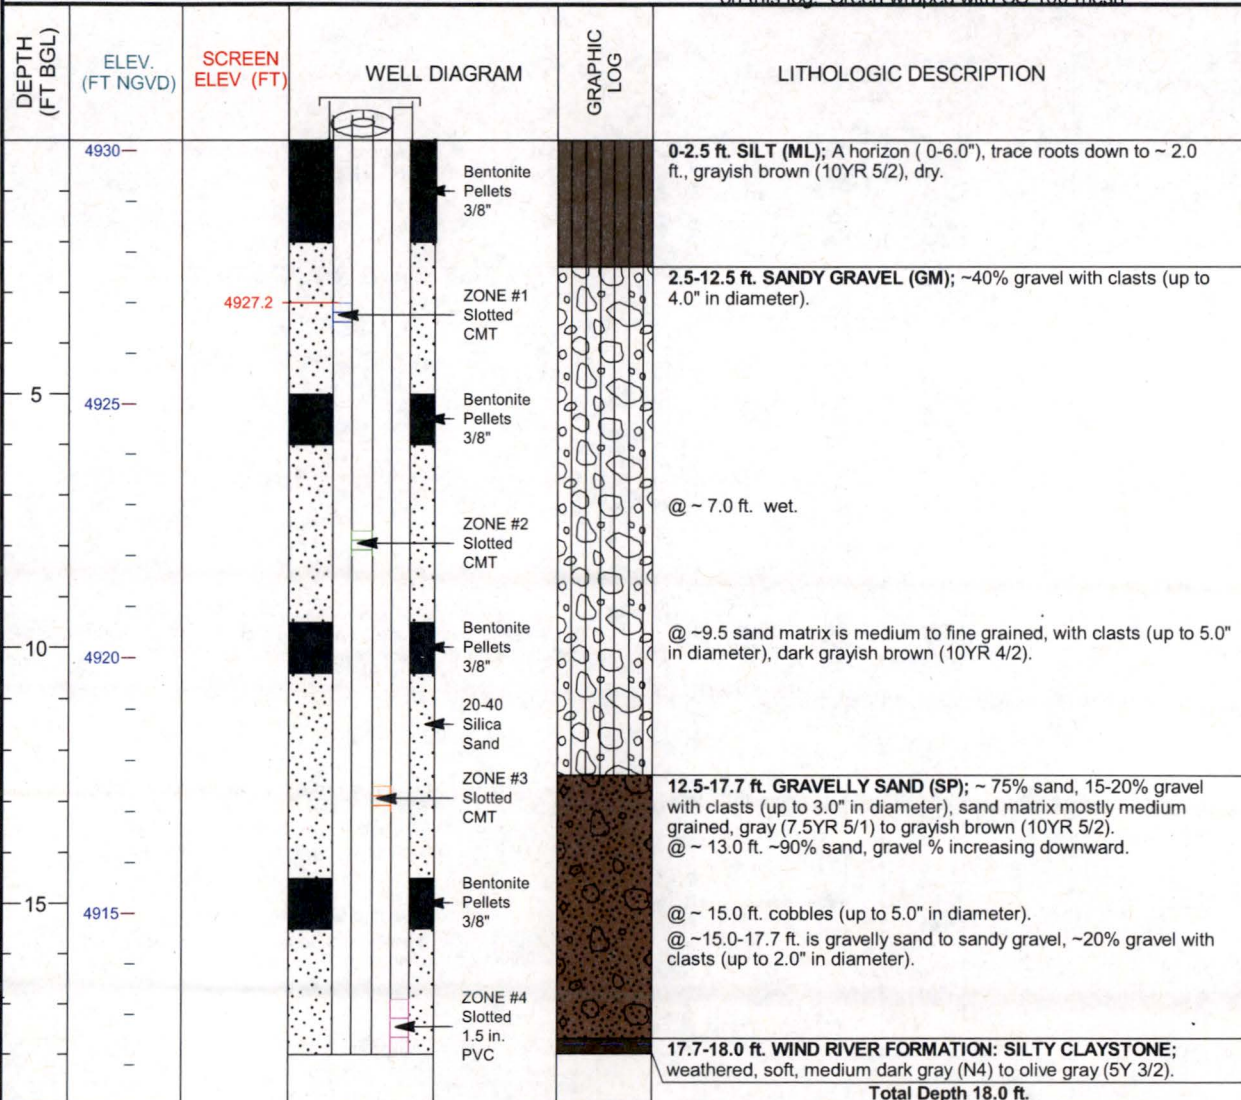 on this log. Green wrapped with SS 100 mesh.
DEPTH
(FT BGL)
ELEV.
(FT NGVD)
SCREEN
ELEV (FT)
WELL DIAGRAM
GRAPHIC
LOG
LITHOLOGIC DESCRIPTION
4930
Bentonite
Pellets
3/8"
0-2.5 ft. SILT (ML); A horizon ( 0-6.0"), trace roots down to ~ 2.0
ft., grayish brown (10YR 5/2), dry.
2.5-12.5 ft. SANDY GRAVEL (GM); ~40% gravel with clasts (up to
4.0" in diameter).
4927.2
ZONE #1
Slotted
CMT
5
4925
Bentonite
Pellets
3/8"
@ ~ 7.0 ft. wet.
ZONE #2
Slotted
CMT
10
4920
Bentonite
Pellets
3/8"
@ ~9.5 sand matrix is medium to fine grained, with clasts (up to 5.0"
in diameter), dark grayish brown (10YR 4/2).
20-40
Silica
Sand
ZONE #3
Slotted
CMT
12.5-17.7 ft. GRAVELLY SAND (SP); ~ 75% sand, 15-20% gravel
with clasts (up to 3.0" in diameter), sand matrix mostly medium
grained, gray (7.5YR 5/1) to grayish brown (10YR 5/2).
@ ~ 13.0 ft. ~90% sand, gravel % increasing downward.
15
4915
Bentonite
Pellets
3/8"
@ ~ 15.0 ft. cobbles (up to 5.0" in diameter).
@ ~15.0-17.7 ft. is gravelly sand to sandy gravel, ~20% gravel with
clasts (up to 2.0" in diameter).
ZONE #4
Slotted
1.5 in.
PVC
17.7-18.0 ft. WIND RIVER FORMATION: SILTY CLAYSTONE;
weathered, soft, medium dark gray (N4) to olive gray (5Y 3/2).
Total Depth 18.0 ft.